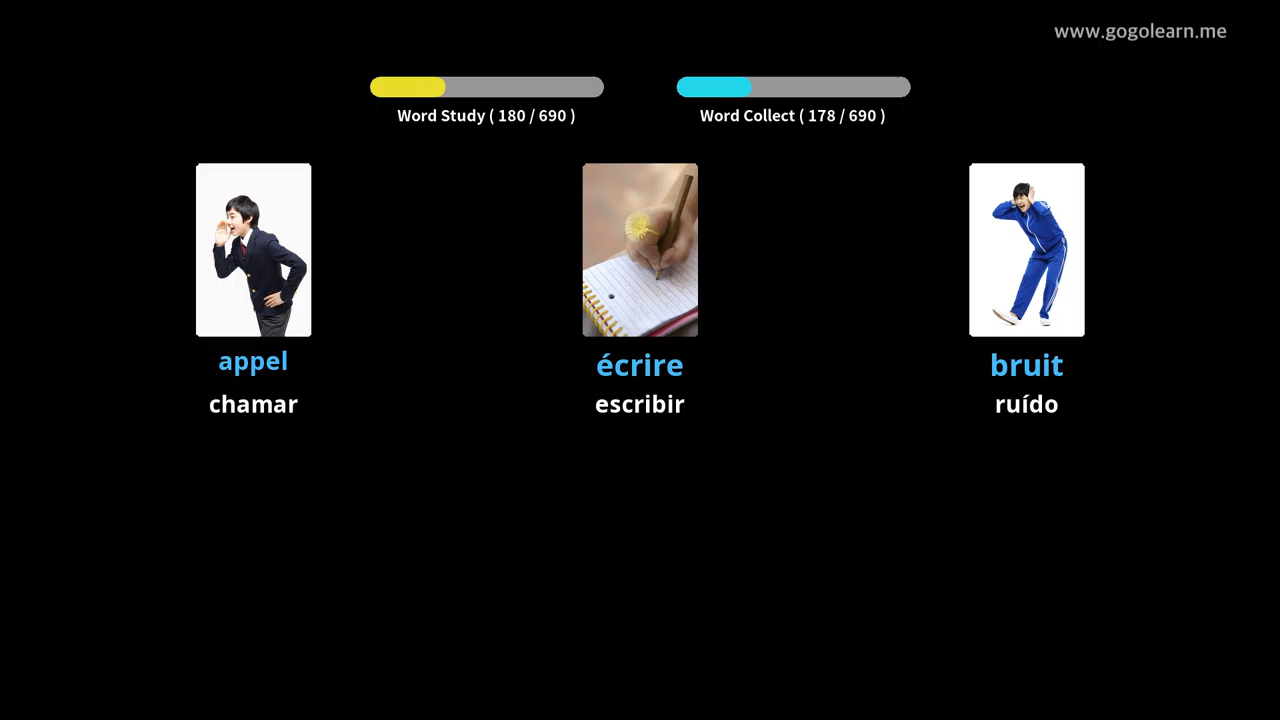 www.gogolearn.me
Word Study ( 180 / 690 )
Word Collect ( 178 / 690 )
appel
écrire
bruit
chamar
escribir
ruído